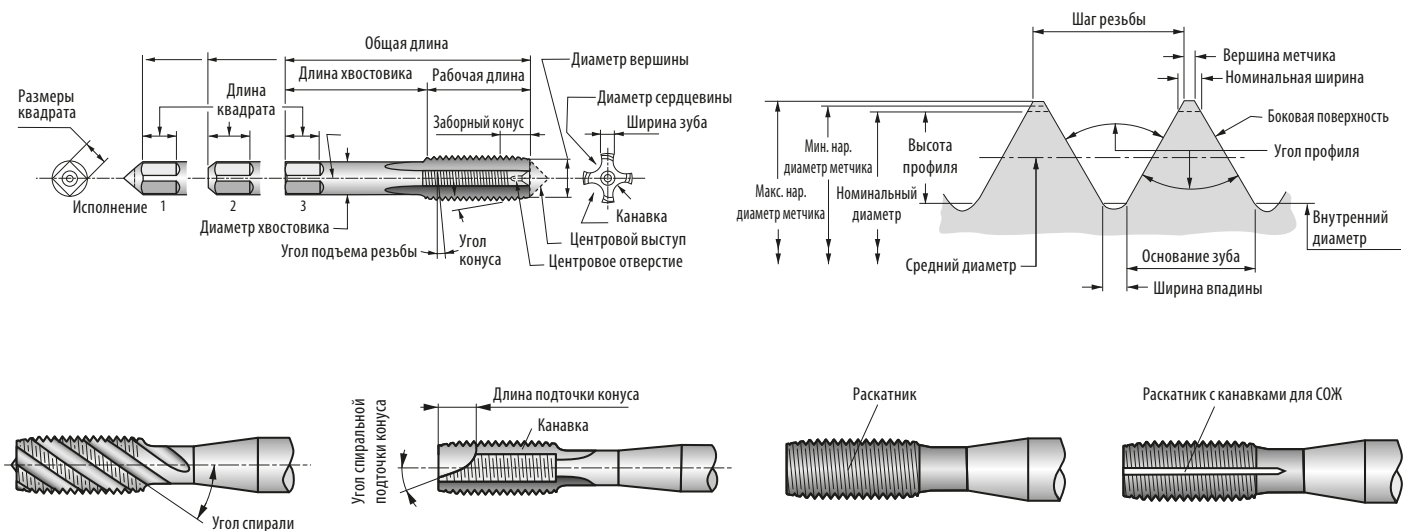 Общая длина
Длина хвостовика
Рабочая длина
Диаметр вершины
Размеры
квадрата
Длина
квадрата
Заборный конус
Диаметр сердцевины
Ширина зуба
Исполнение
1
2
3
Диаметр хвостовика
Угол подъема резьбы
Угол
конуса
Канавка
Центровой выступ
Центровое отверстие
Шаг резьбы
Вершина метчика
Номинальная ширина
Боковая поверхность
Угол профиля
Мин. нар.
диаметр метчика
Высота
профиля
Макс. нар.
диаметр метчика
Номинальный
диаметр
Внутренний
диаметр
Средний диаметр
Основание зуба
Ширина впадины
Угол спирали
Угол спиральной
подточки конуса
Длина подточки конуса
Канавка
Раскатник
Раскатник с канавками для СОЖ